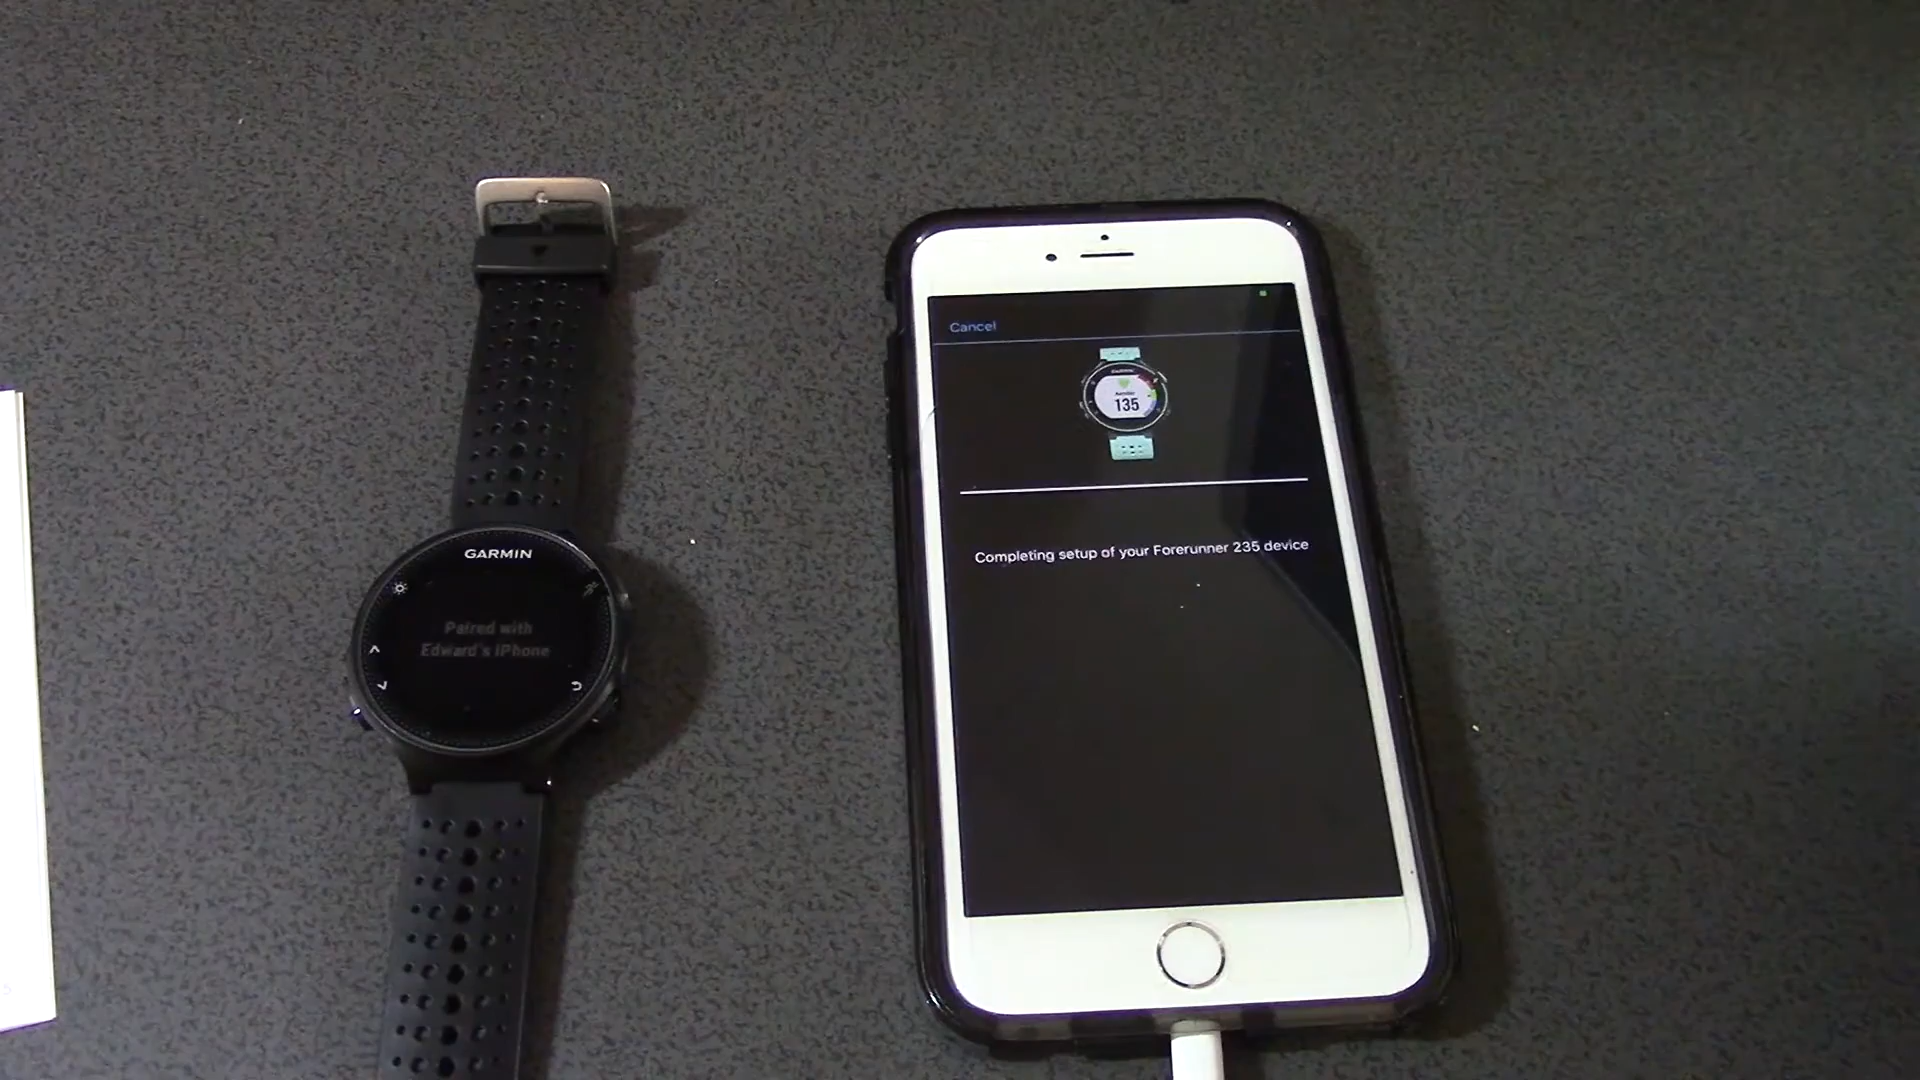 GARMIN
Paired with
Edward's iPhone
Cancel
135
Completing setup of your Forerunner 235 device